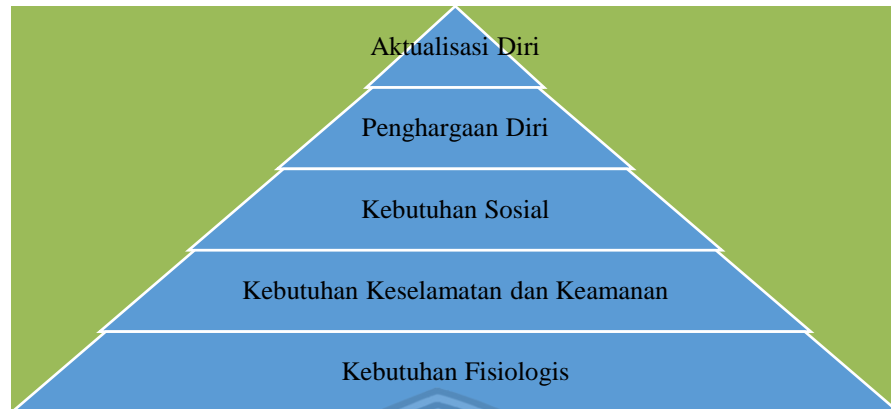 Aktualisasi Diri
Penghargaan Diri
Kebutuhan Sosial
Kebutuhan Keselamatan dan Keamanan
Kebutuhan Fisiologis